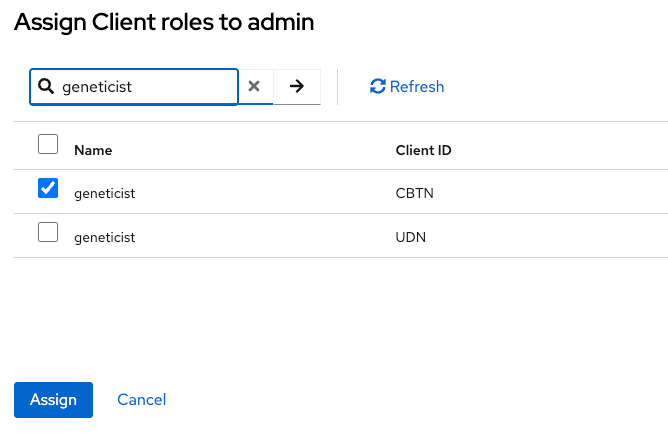 Assign Client roles to admin
geneticist
Refresh
Name Client ID
geneticist CBTN
geneticist UDN
Assign Cancel